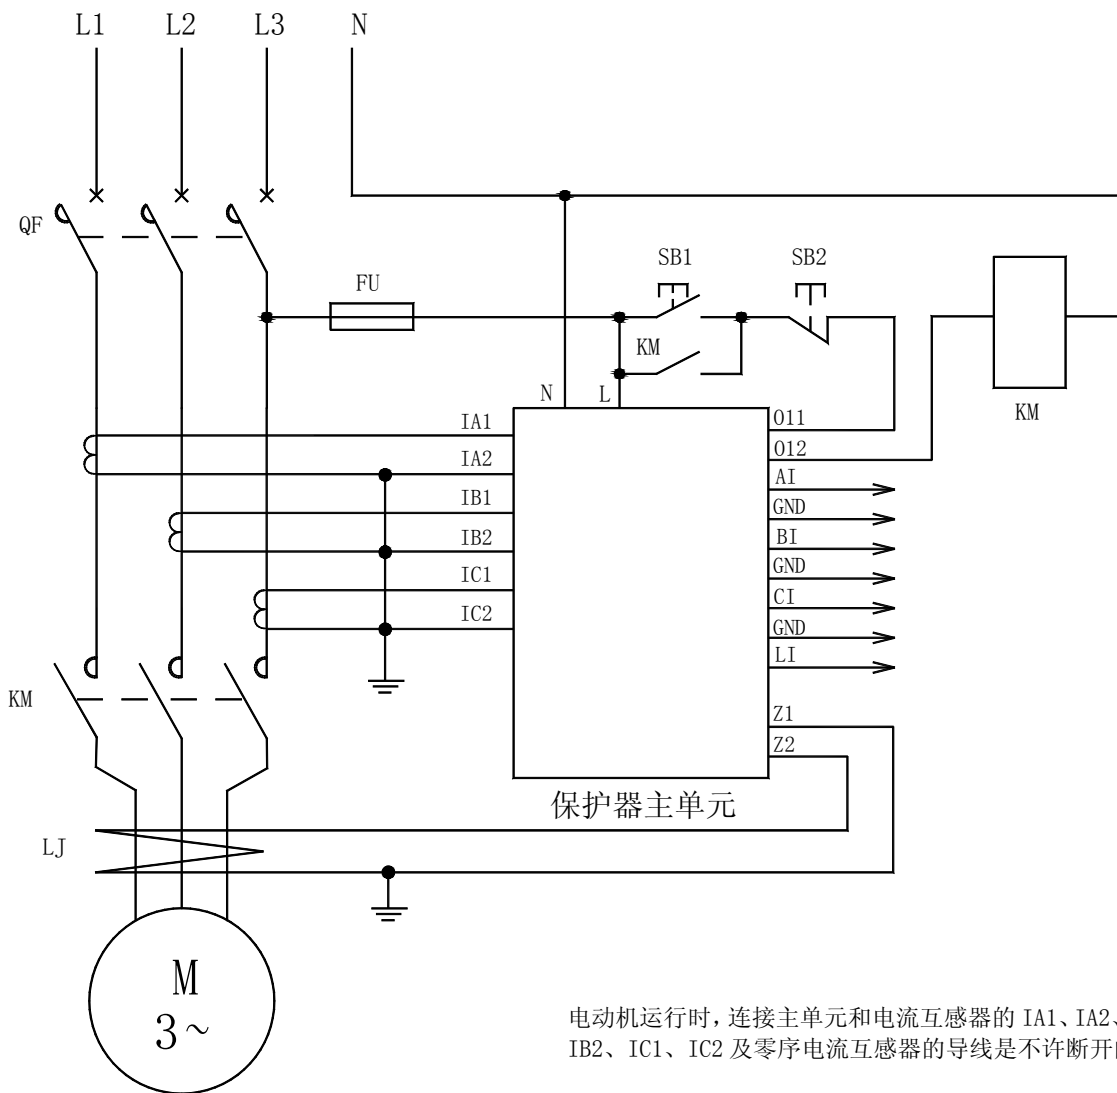 L1 L2 L3 N
QF
SB1 SB2
FU
KM
N L
KM
IA1
IA2
IB1
IB2
IC1
IC2
O11
O12
AI
GND
BI
GND
CI
GND
LI
Z1
Z2
KM
保护器主单元
LJ
M
3~
电动机运行时，连接主单元和电流互感器的 IA1、IA2、
IB2、IC1、IC2 及零序电流互感器的导线是不许断开